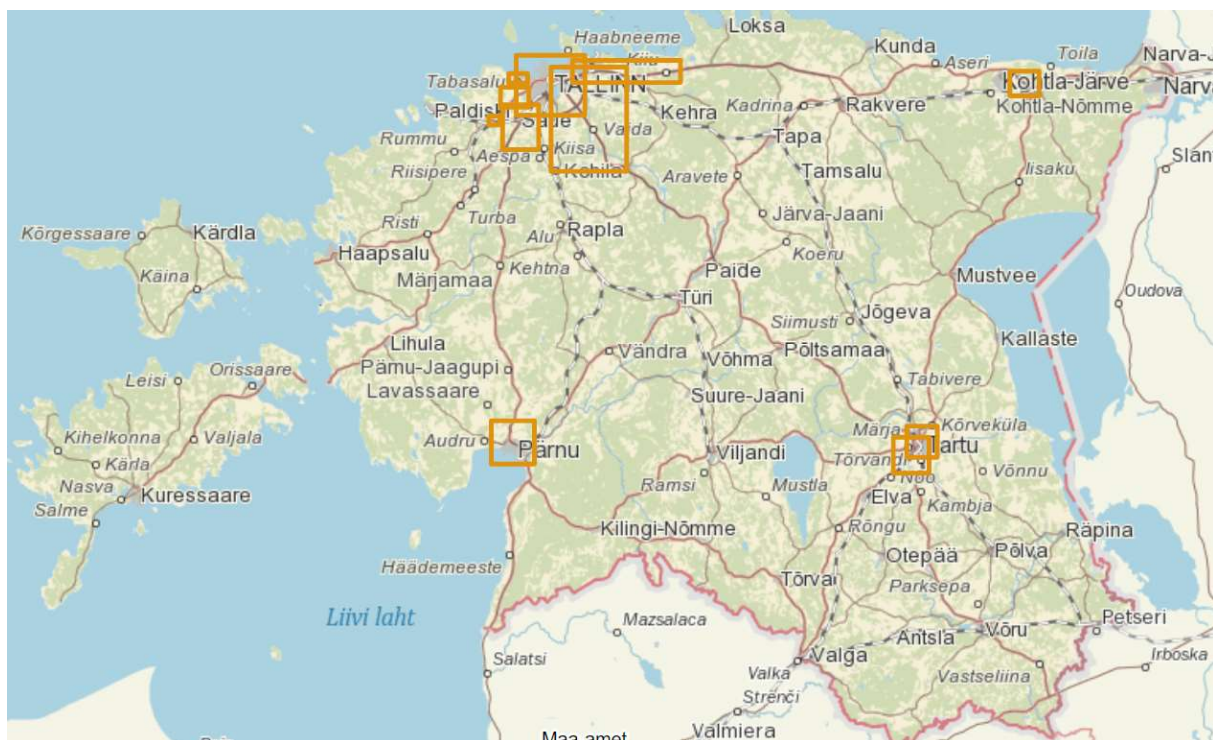 Loksa
Haabneeme
Kunda
Toila
Aseri
Narva-J
Kiiu
Tabasalu
TALLINN
Kohtla-Järve
Narva
Paldiski
Kehra
Kadrina
Rakvere
Kohtla-Nõmme
Saue
Vaida
Rummu
Tapa
Kiisa
Aespa
Slänt
Riisipere
Kohila
Aravete
Tamsalu
Iisaku
Turba
Järva-Jaani
Risti
Kõrgessaare
Kärdla
Alu
Rapla
Haapsalu
Koeru
Käina
Kehtna
Paide
Mustvee
Märjamaa
Oudova
Türi
Jõgeva
Siimusti
Kallaste
Lihula
Vändra
Võhma
Põltsamaa
Pärnu-Jaagupi
Orissaare
Leisi
Tabivere
Lavassaare
Suure-Jaani
Kihelkonna
Valjala
Audru
Pärnu
Märja
Kõrveküla
Tartu
Kärla
Viljandi
Tõrvandi
Võnnu
Nasva
Kuressaare
Ramsi
Mustla
Nõo
Elva
Kambja
Salme
Kilingi-Nõmme
Rõngu
Räpina
Otepää
Põlva
Häädemeeste
Tõrva
Parksepa
Liivi laht
Mazsalaca
Petseri
Antsla
Võru
Salatsi
Valga
Irboska
Valka
Vastseliina
Strenči
Valmiera
Maa-amet